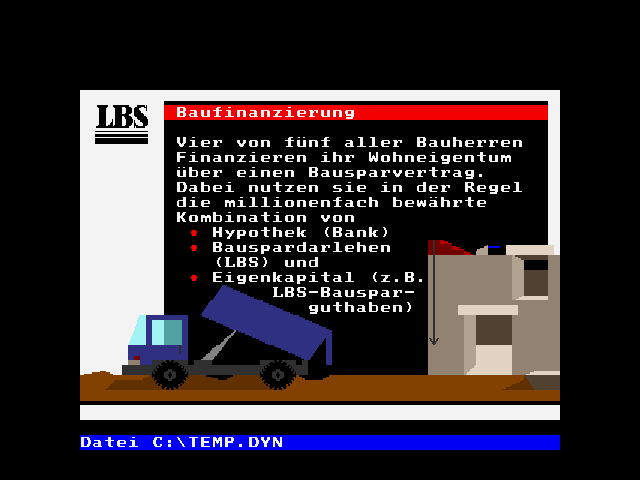 LBS
Baufinanzierung
Vier von fünf aller Bauherren
Finanzieren ihr Wohneigentum
über einen Bausparvertrag.
Dabei nutzen sie in der Regel
die millionenfach bewährte
Kombination von
Hypothek (Bank)
Bauspardarlehen
(LBS) und
Eigenkapital (z.B.
LBS-Bauspar-
guthaben)
Datei C:\TEMP.DYN